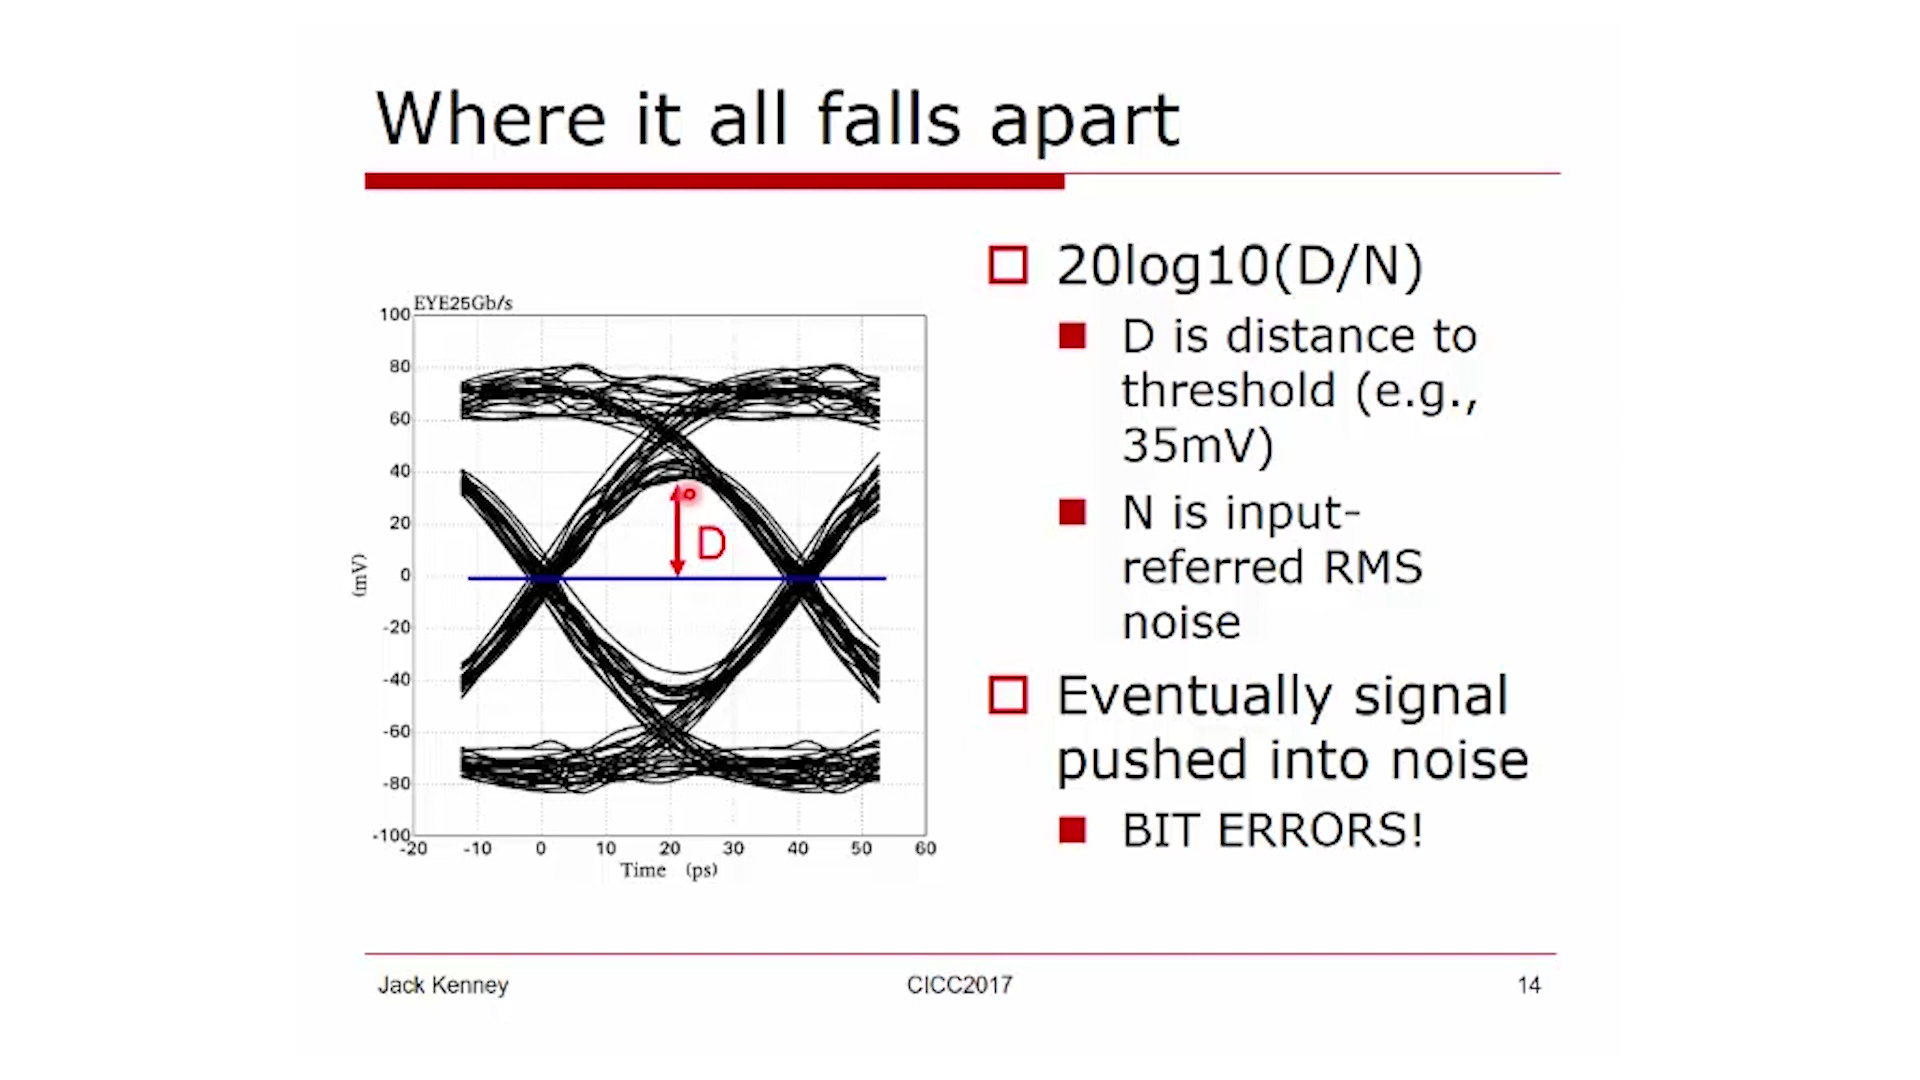 Where it all falls apart
EYE25Gb/s
100
80
60
40
20
0
-20
-40
-60
-80
-100
(mV)
D
-20 -10 0 10 20 30 40 50 60
Time (ps)
20log10(D/N)
D is distance to
threshold (e.g.,
35mV)
N is input-
referred RMS
noise
Eventually signal
pushed into noise
BIT ERRORS!
Jack Kenney
CICC2017
14